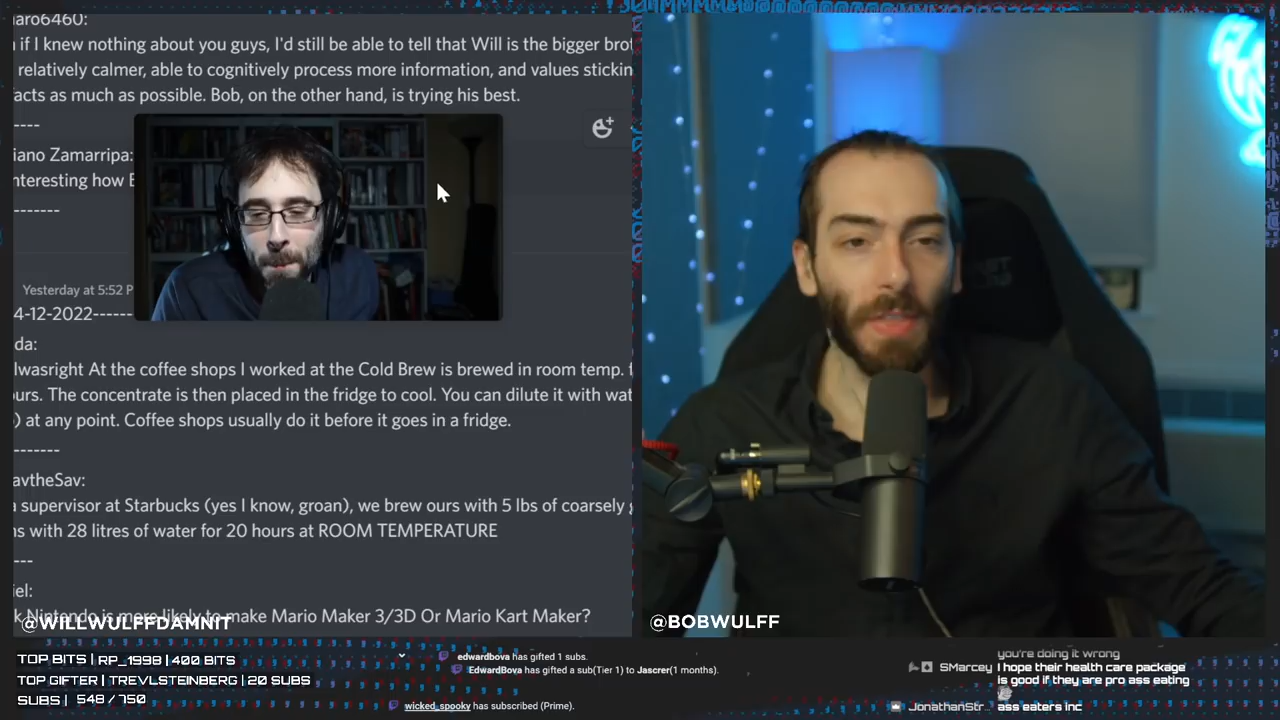 aro6460:
if I knew nothing about you guys, I'd still be able to tell that Will is the bigger brot
relatively calmer, able to cognitively process more information, and values stickin
acts as much as possible. Bob, on the other hand, is trying his best.
----
iano Zamarripa:
nteresting how B
-------
Yesterday at 5:52 P
4-12-2022-----
da:
lwasright At the coffee shops I worked at the Cold Brew is brewed in room temp. f
ours. The concentrate is then placed in the fridge to cool. You can dilute it with wat
) at any point. Coffee shops usually do it before it goes in a fridge.
-------
avtheSav:
a supervisor at Starbucks (yes I know, groan), we brew ours with 5 lbs of coarsely g
s with 28 litres of water for 20 hours at ROOM TEMPERATURE
---
iel:
k Nintendo is more likely to make Mario Maker 3/3D Or Mario Kart Maker?
@WILLWULFFDAMNIT
@BOBWULFF
TOP BITS | RP_1998 | 400 BITS
TOP GIFTER | TREVLSTEINBERG | 20 SUBS
SUBS | 548 / 750
edwardbova has gifted 1 subs.
EdwardBova has gifted a sub(Tier 1) to Jascrer(1 months).
wicked_spooky has subscribed (Prime).
you're doing it wrong
SMarcey I hope their health care package
is good if they are pro ass eating
JonathanStr... ass eaters inc